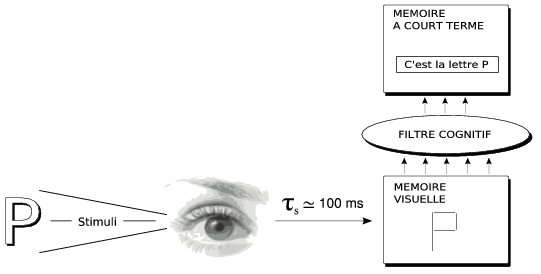 MEMOIRE
A COURT TERME
C'est la lettre P
FILTRE COGNITIF
P
Stimuli
τs ≃ 100 ms
MEMOIRE
VISUELLE
P